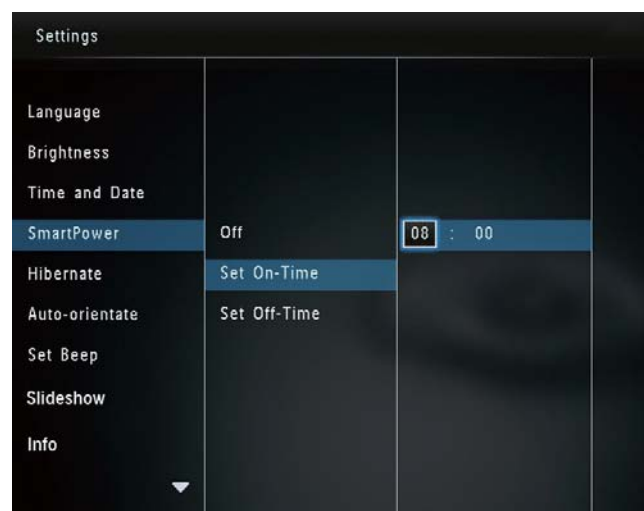 Settings
Language
Brightness
Time and Date
SmartPower
Off
08 : 00
Hibernate
Set On-Time
Auto-orientate
Set Off-Time
Set Beep
Slideshow
Info